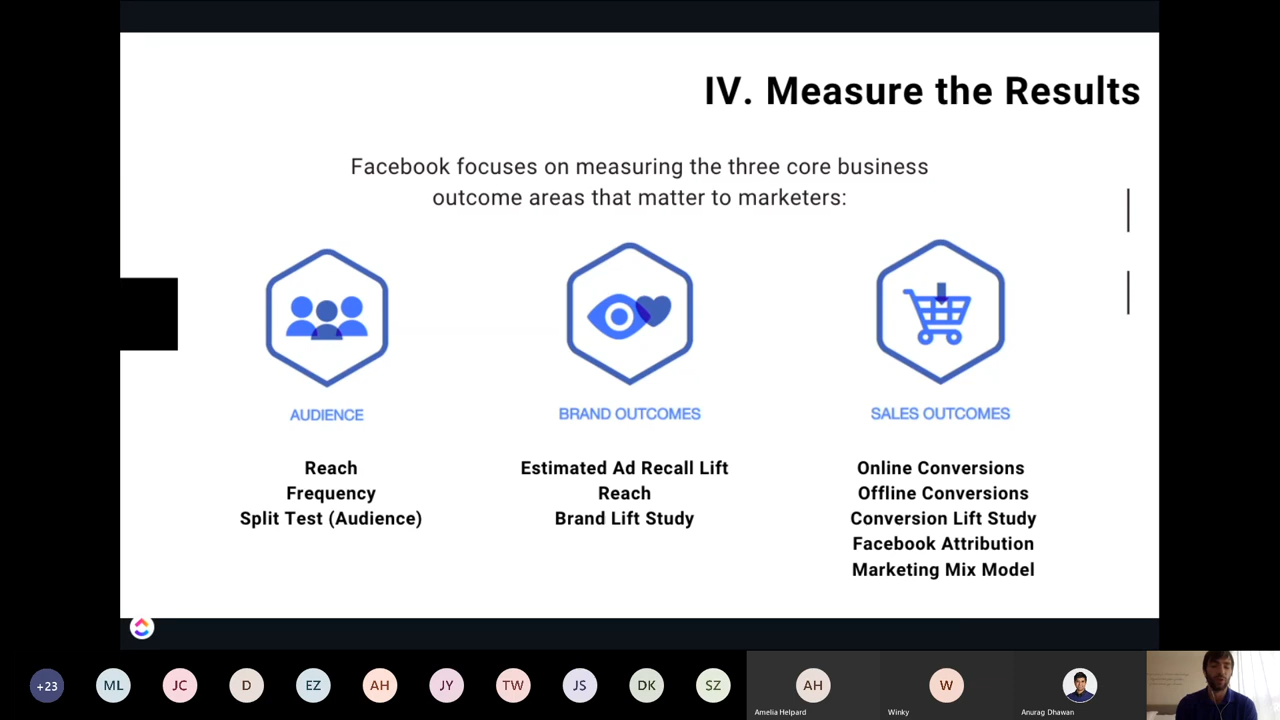 IV. Measure the Results
Facebook focuses on measuring the three core business
outcome areas that matter to marketers:
AUDIENCE
Reach
Frequency
Split Test (Audience)
BRAND OUTCOMES
Estimated Ad Recall Lift
Reach
Brand Lift Study
SALES OUTCOMES
Online Conversions
Offline Conversions
Conversion Lift Study
Facebook Attribution
Marketing Mix Model
+23
ML
JC
D
EZ
AH
JY
TW
JS
DK
SZ
AH
Amelia Helpard
W
Winky
Anurag Dhawan